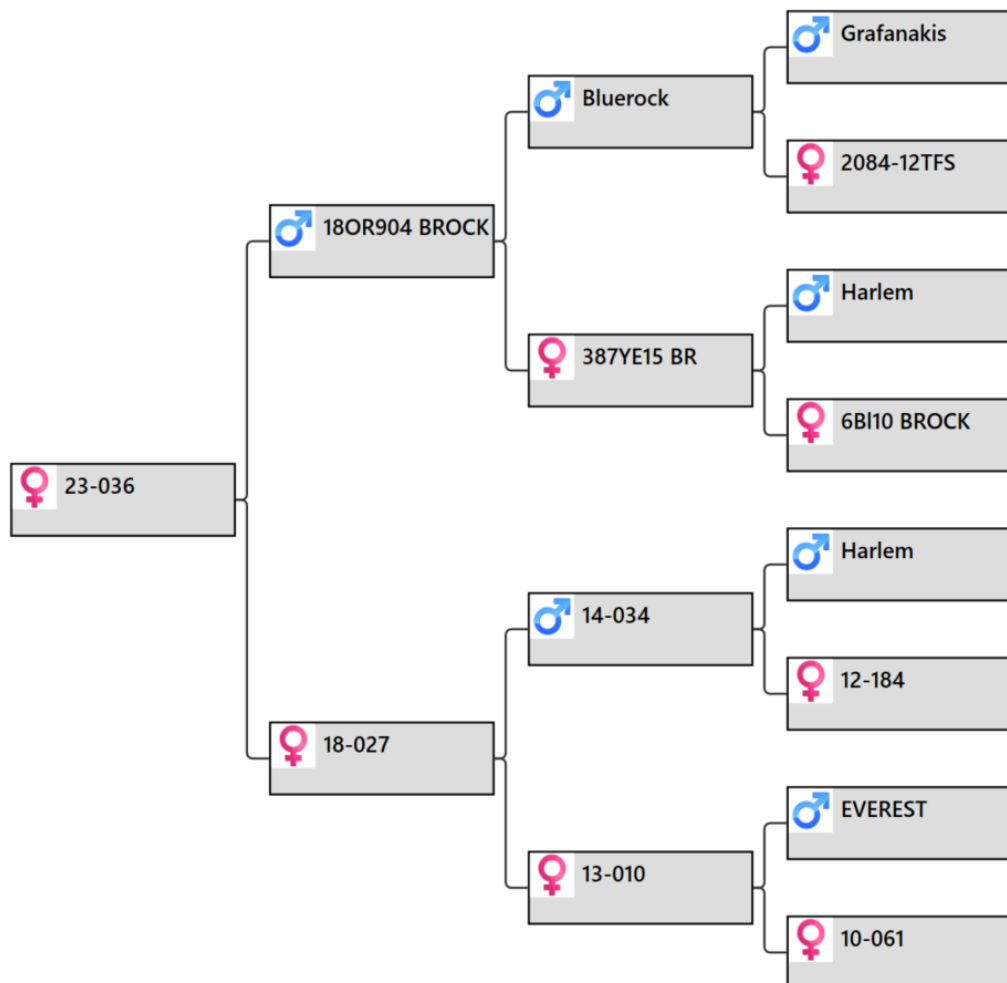 Grafanakis
Bluerock
2084-12TFS
18OR904 BROCK
Harlem
387YE15 BR
6Bl10 BROCK
23-036
Harlem
14-034
12-184
18-027
EVEREST
13-010
10-061